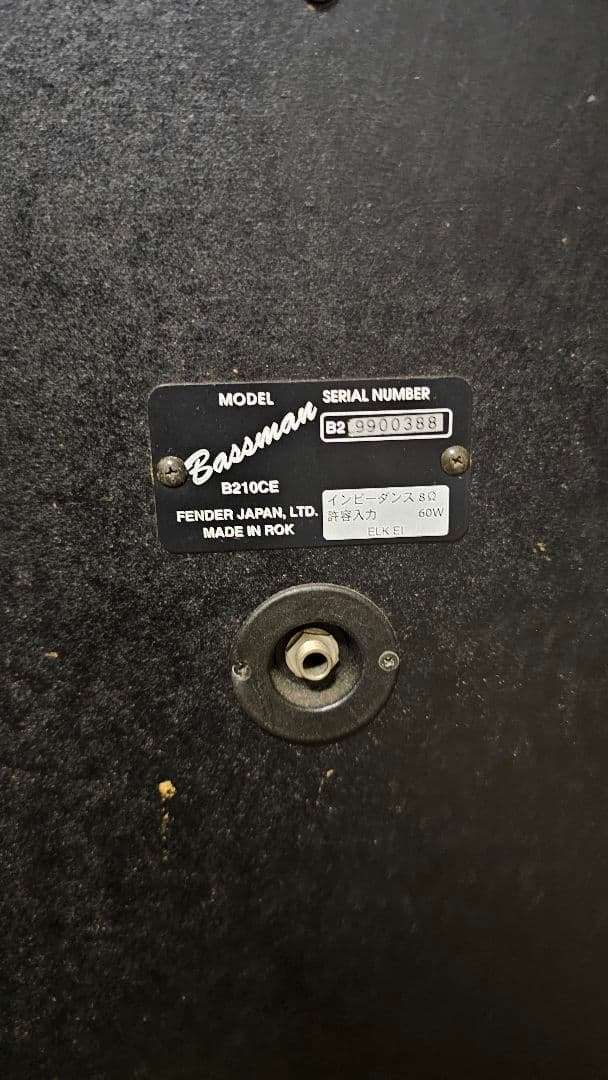 MODEL
SERIAL NUMBER
Bassman
B2 9900388
B210CE
FENDER JAPAN, LTD.
MADE IN ROK
インピーダンス 8Ω
許容入力 60W
ELK EI